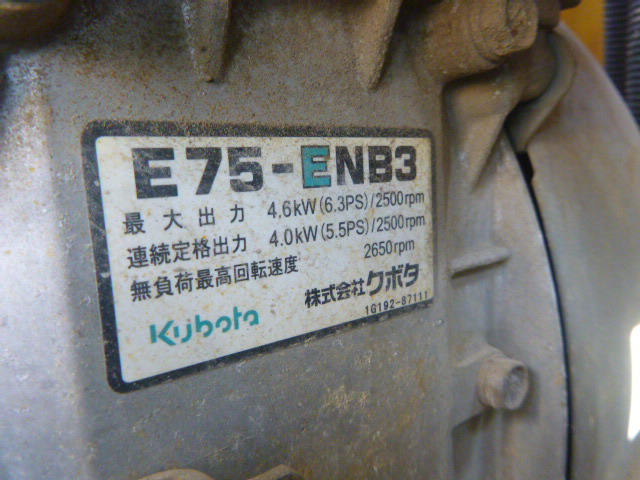 E75-ENB3
最大出力 4.6kW(6.3PS)/2500rpm
連続定格出力 4.0kW(5.5PS)/2500rpm
無負荷最高回転速度 2650rpm
Kubota 株式会社クボタ
1G192-87111